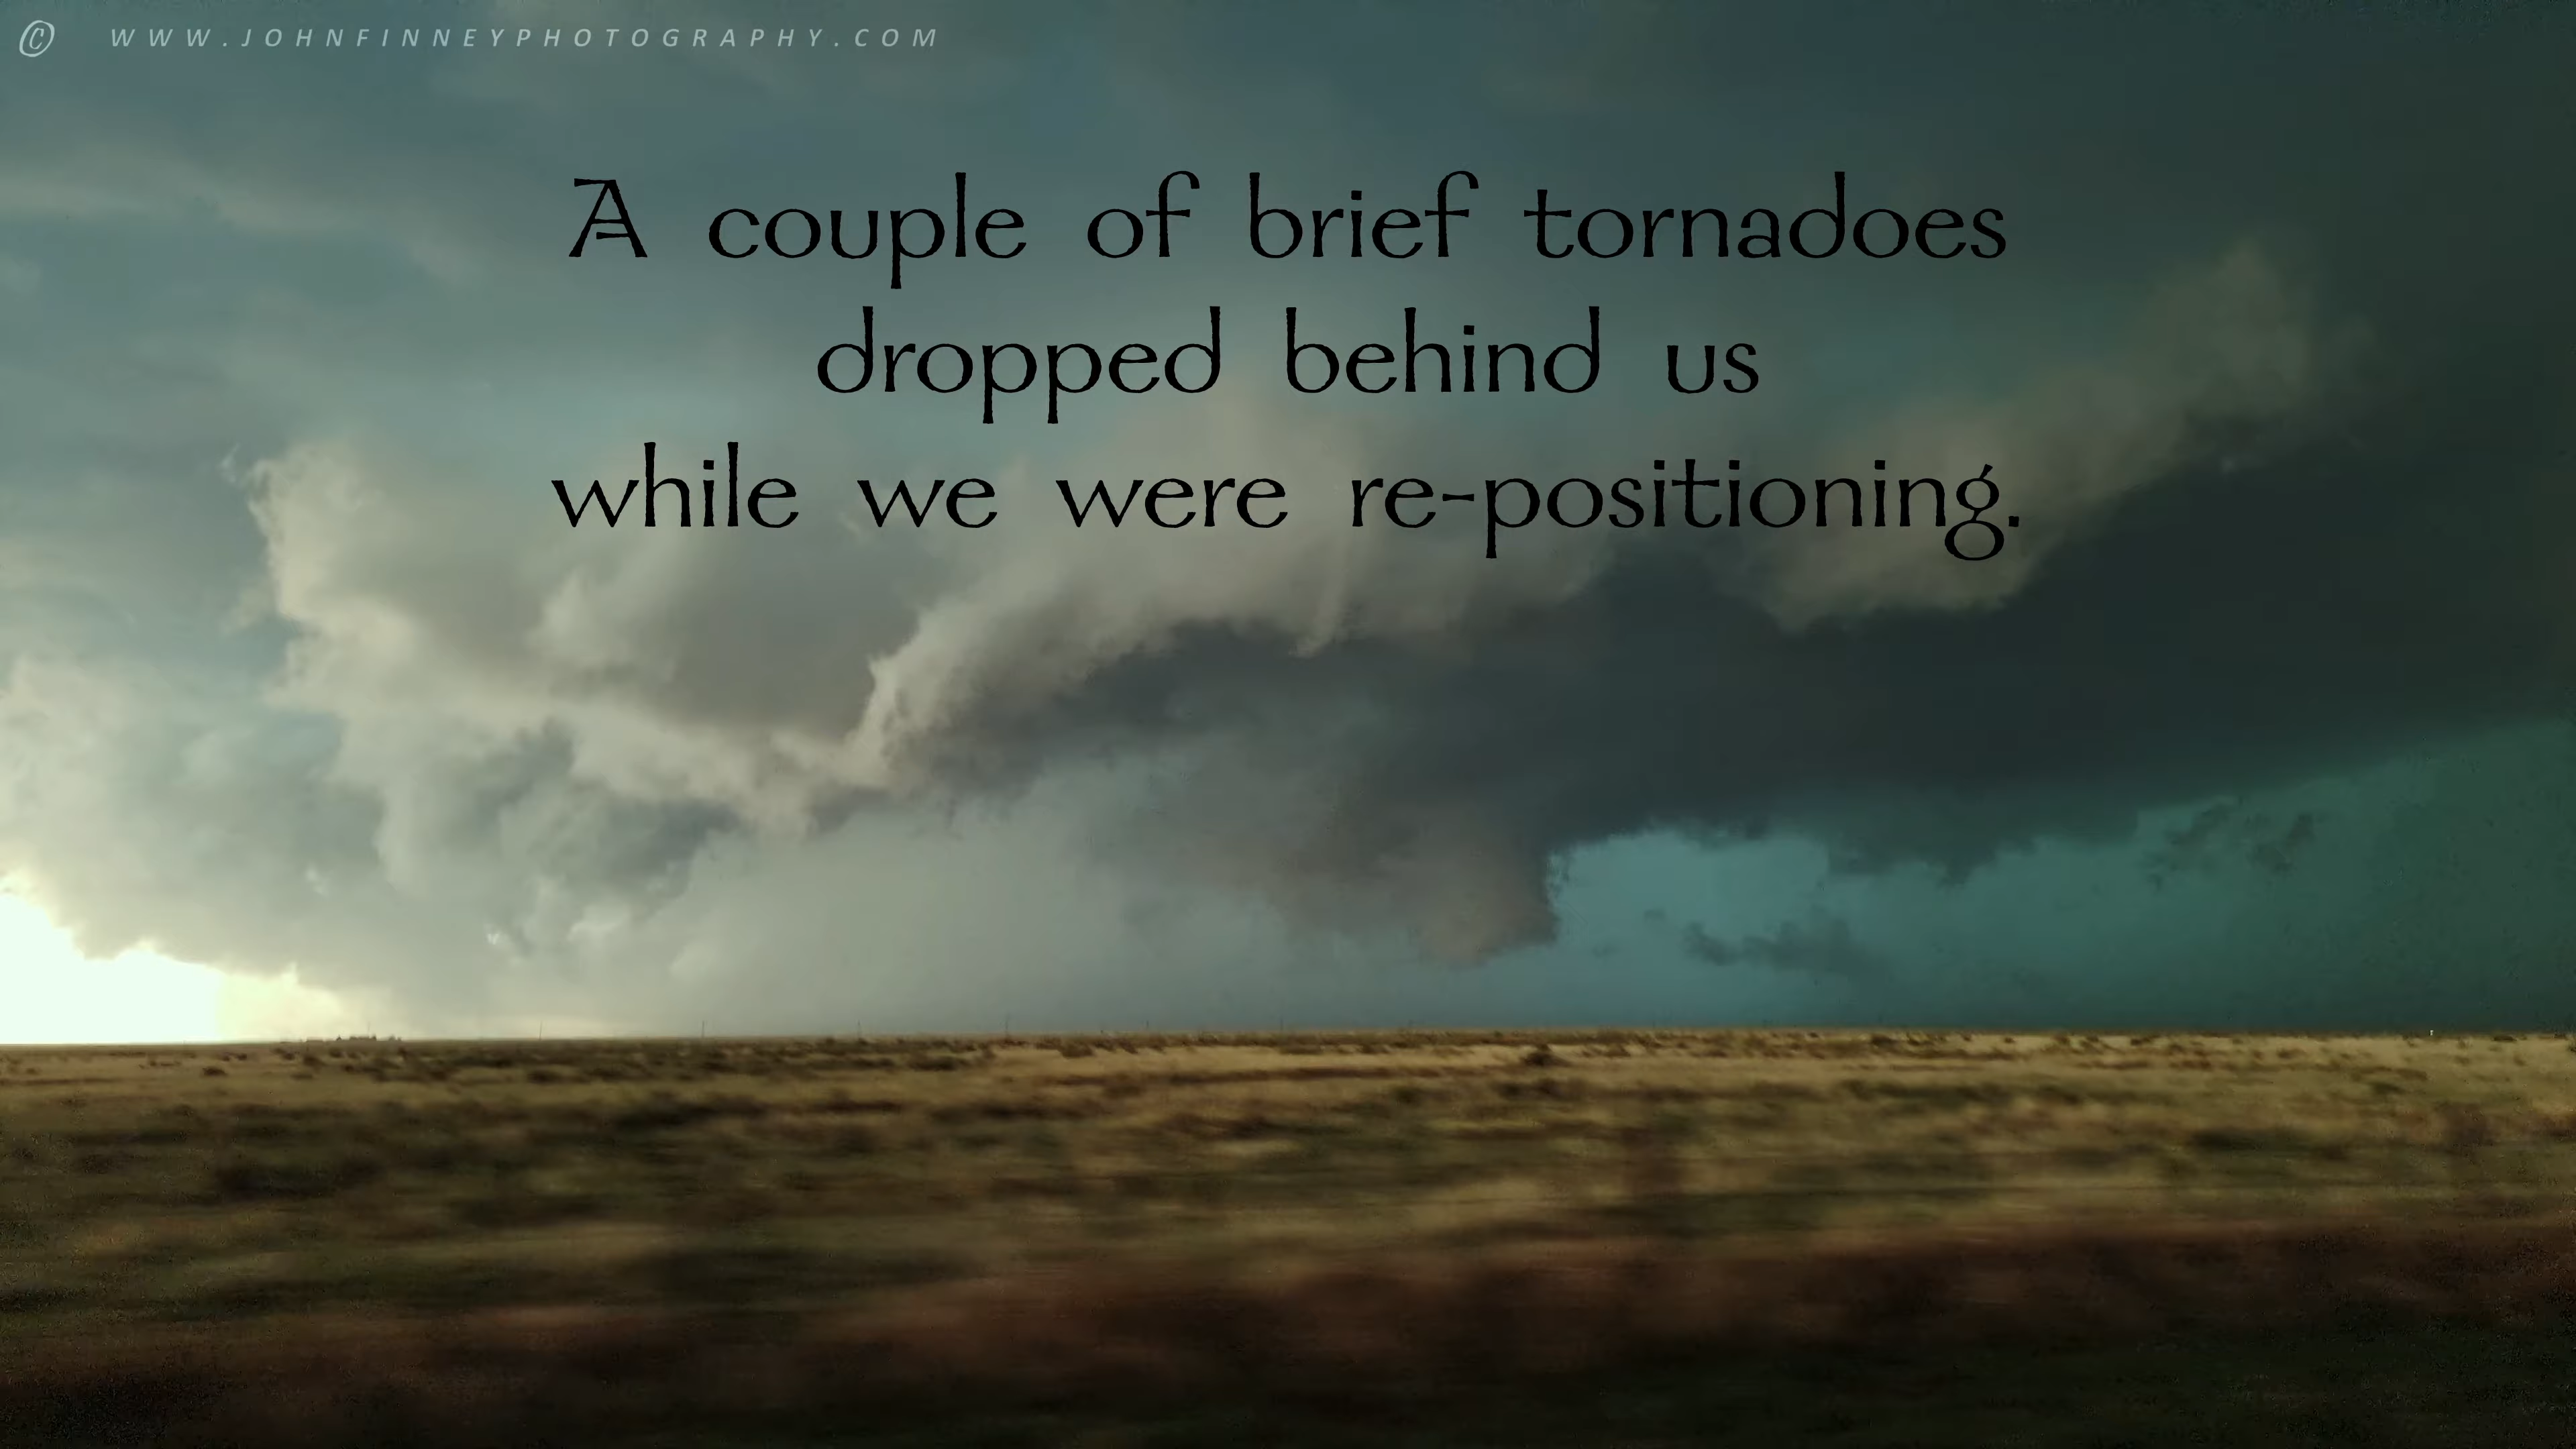 © WWW.JOHNFINNEYPHOTOGRAPHY.COM
A couple of brief tornadoes
dropped behind us
while we were re-positioning.